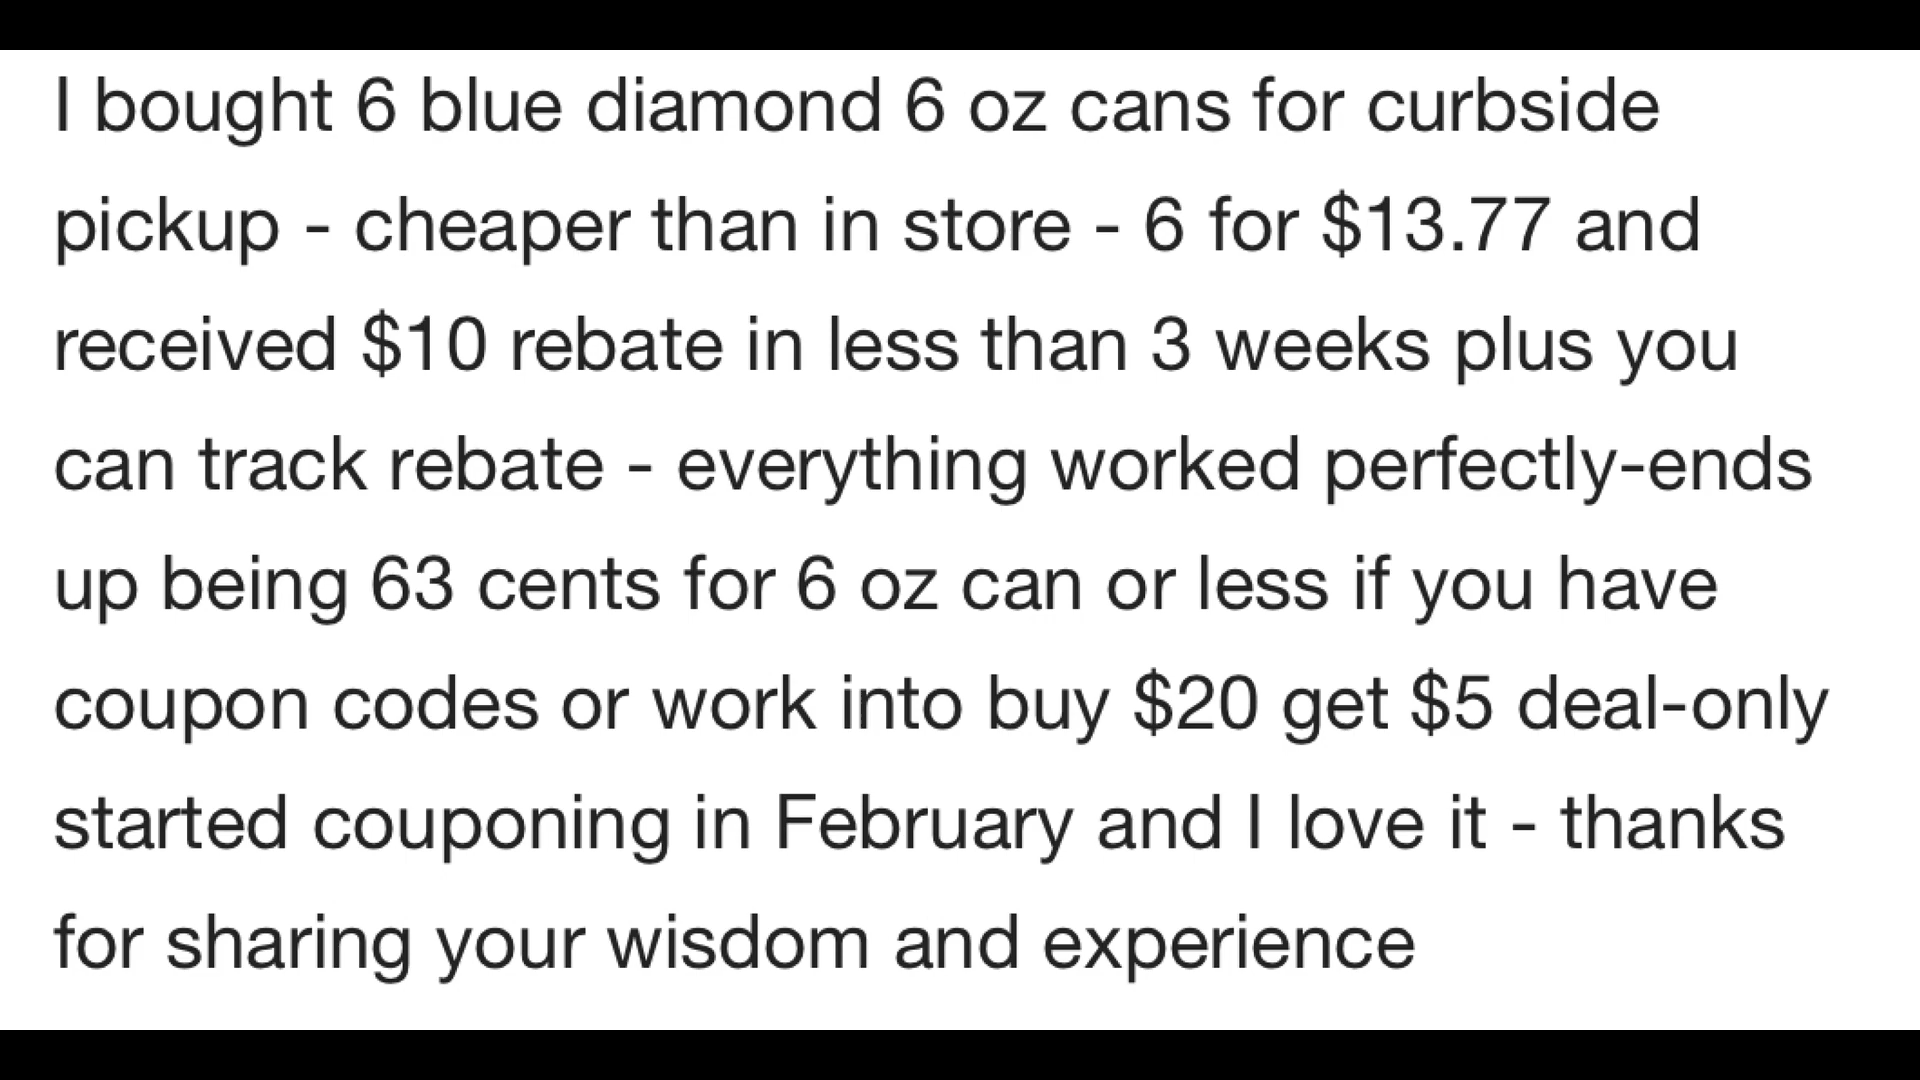 I bought 6 blue diamond 6 oz cans for curbside
pickup - cheaper than in store - 6 for $13.77 and
received $10 rebate in less than 3 weeks plus you
can track rebate - everything worked perfectly-ends
up being 63 cents for 6 oz can or less if you have
coupon codes or work into buy $20 get $5 deal-only
started couponing in February and I love it - thanks
for sharing your wisdom and experience